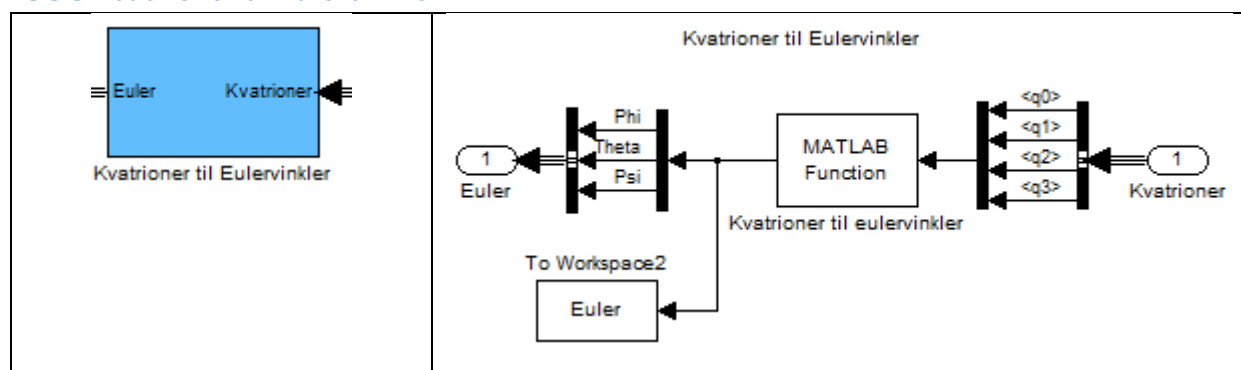 Euler
Kvatrioner
Kvatrioner til Eulervinkler
Kvatrioner til Eulervinkler
1
Euler
Phi
Theta
Psi
MATLAB
Function
Kvatrioner til eulervinkler
<q0>
<q1>
<q2>
<q3>
1
Kvatrioner
To Workspace2
Euler